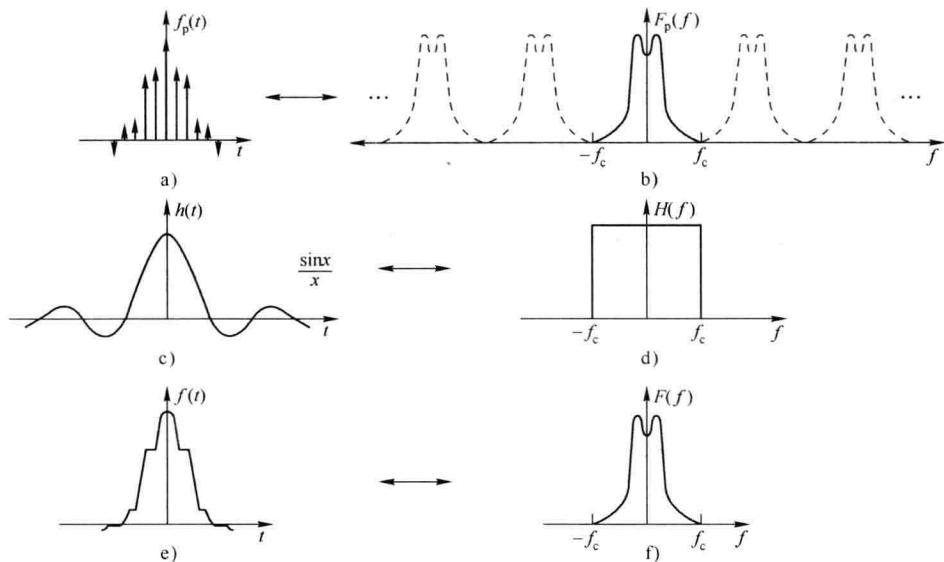 f_p(t)
t
a)
F_p(f)
...
...
-f_c
f_c
f
b)
h(t)
sinx/x
t
c)
H(f)
-f_c
f_c
f
d)
f(t)
t
e)
F(f)
-f_c
f_c
f
f)